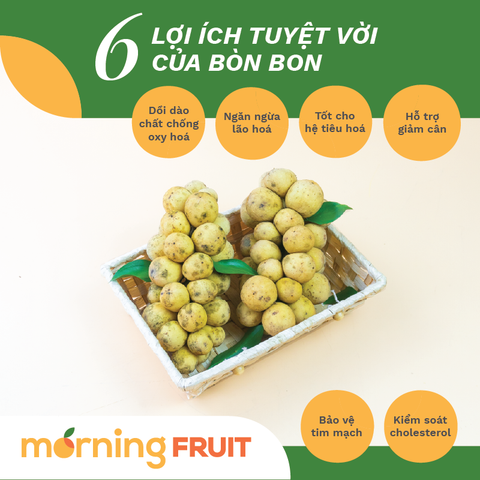 6 LỢI ÍCH TUYỆT VỜI
CỦA BÒN BON
Dồi dào
chất chống
oxy hoá
Ngăn ngừa
lão hoá
Tốt cho
hệ tiêu hoá
Hỗ trợ
giảm cân
Bảo vệ
tim mạch
Kiểm soát
cholesterol
morning FRUIT